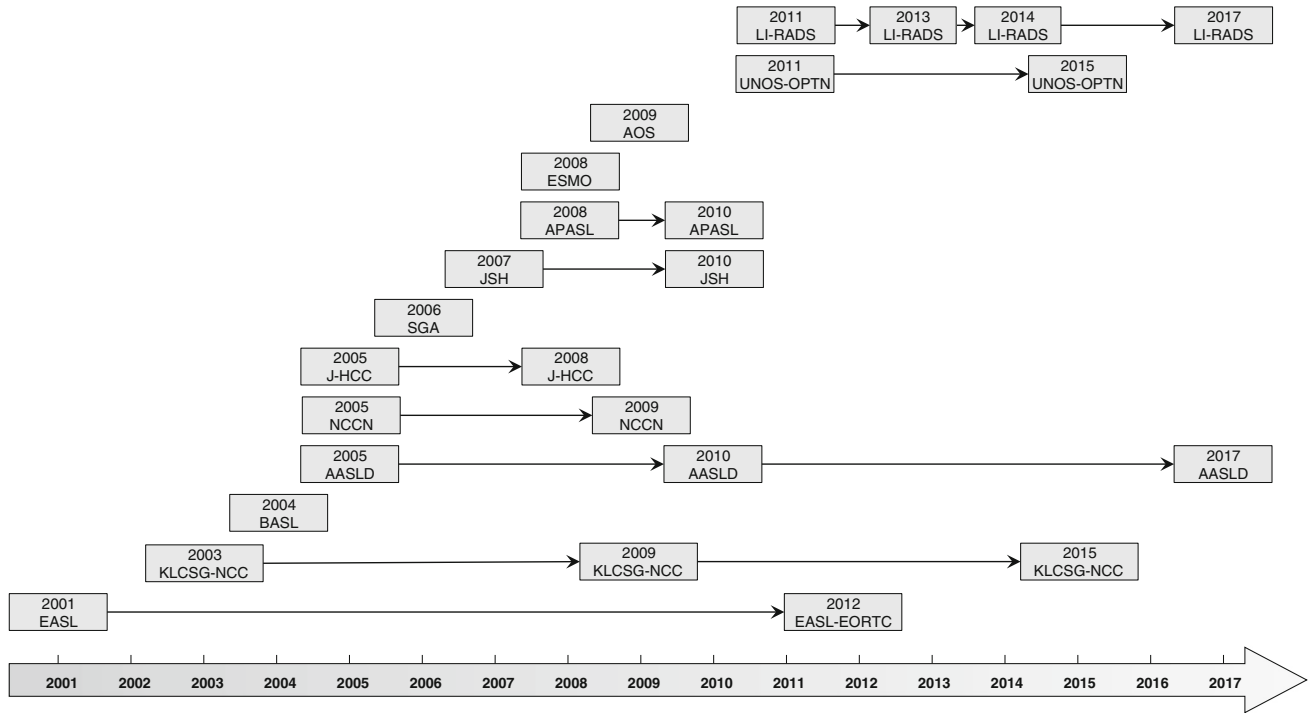 2011
LI-RADS
2013
LI-RADS
2014
LI-RADS
2017
LI-RADS
2011
UNOS-OPTN
2015
UNOS-OPTN
2009
AOS
2008
ESMO
2008
APASL
2010
APASL
2007
JSH
2010
JSH
2006
SGA
2005
J-HCC
2008
J-HCC
2005
NCCN
2009
NCCN
2005
AASLD
2010
AASLD
2017
AASLD
2004
BASL
2003
KLCSG-NCC
2009
KLCSG-NCC
2015
KLCSG-NCC
2001
EASL
2012
EASL-EORTC
2001 2002 2003 2004 2005 2006 2007 2008 2009 2010 2011 2012 2013 2014 2015 2016 2017